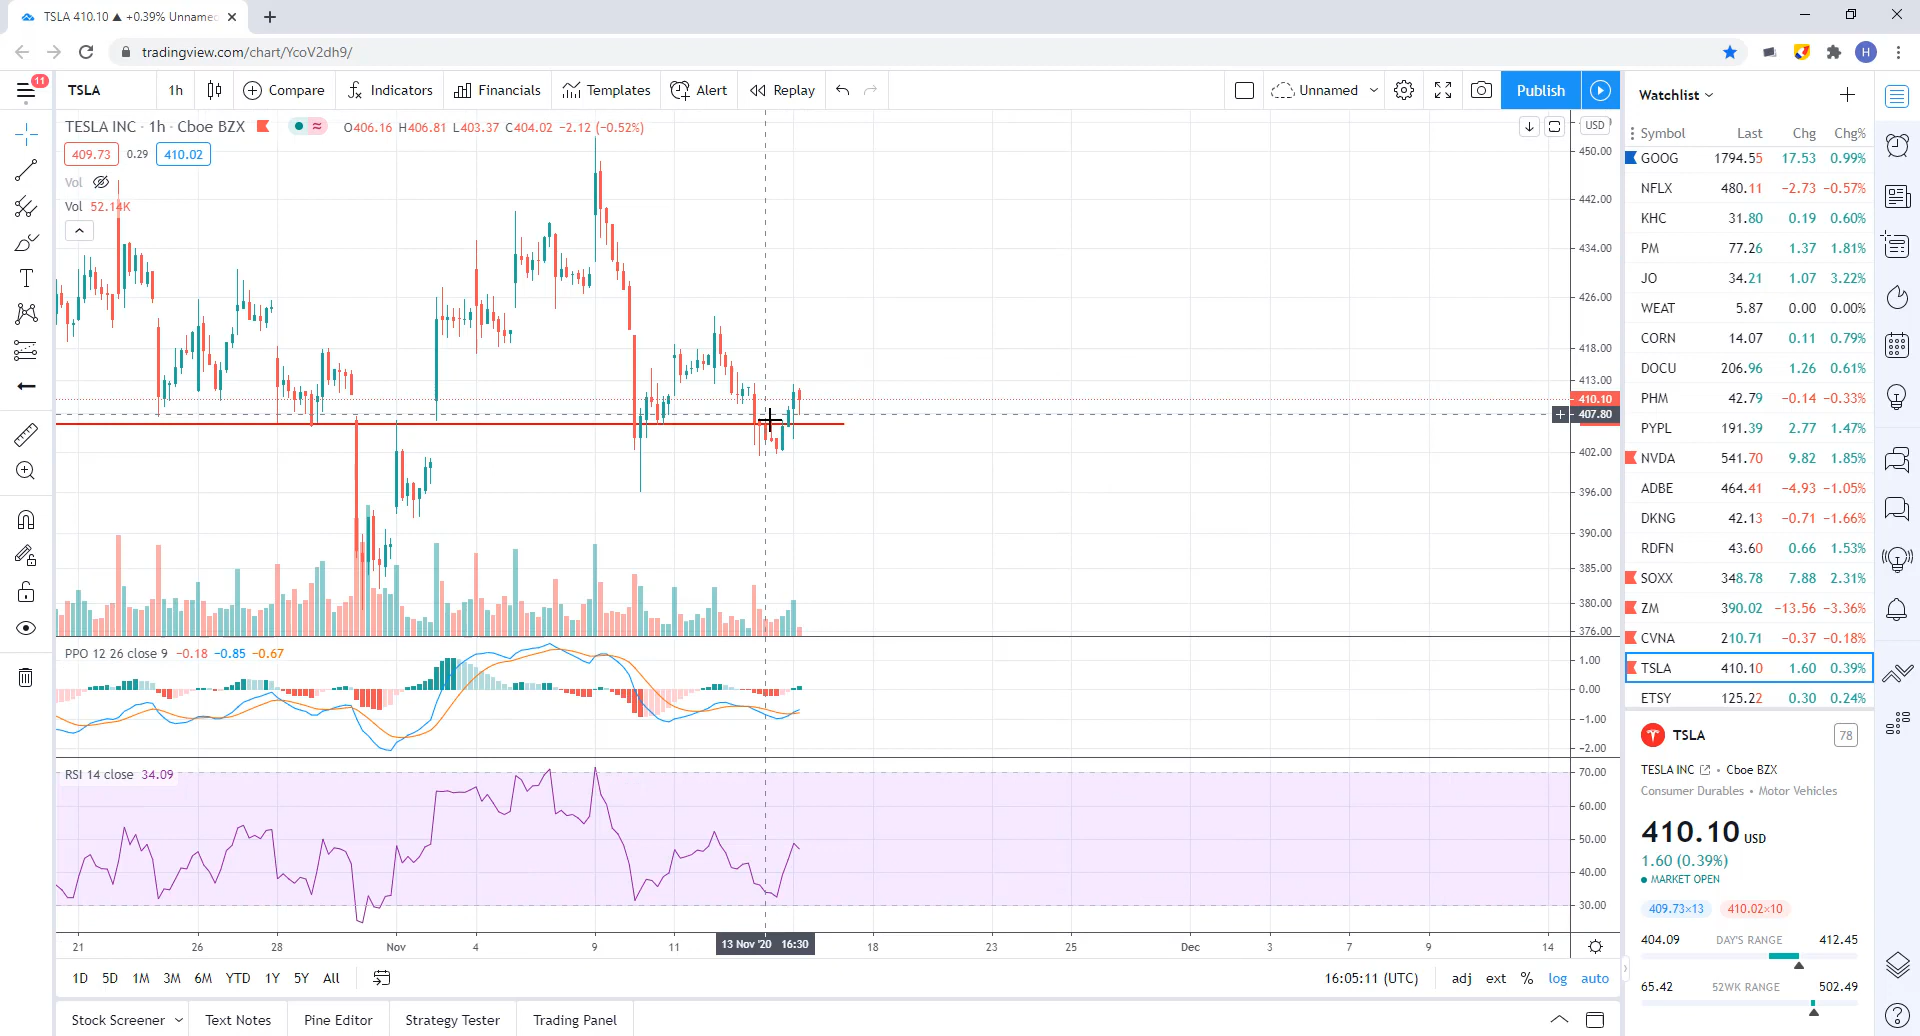 TSLA 410.10 ▲ +0.39% Unnamed
tradingview.com/chart/YcoV2dh9/
H
11
TSLA 1h Compare Indicators Financials Templates Alert Replay Unnamed Publish
TESLA INC · 1h · Cboe BZX O406.16 H406.81 L403.37 C404.02 −2.12 (−0.52%)
409.73 0.29 410.02
Vol
Vol 52.14K
USD
450.00
442.00
434.00
426.00
418.00
413.00
410.10
407.80
402.00
396.00
390.00
385.00
380.00
376.00
PPO 12 26 close 9 −0.18 −0.85 −0.67
1.00
0.00
−1.00
−2.00
RSI 14 close 34.09
70.00
60.00
50.00
40.00
30.00
21 26 28 Nov 4 9 11 13 Nov '20 16:30 18 23 25 Dec 3 7 9 14
1D 5D 1M 3M 6M YTD 1Y 5Y All 16:05:11 (UTC) adj ext % log auto
Stock Screener Text Notes Pine Editor Strategy Tester Trading Panel
Watchlist
Symbol Last Chg Chg%
GOOG 1794.55 17.53 0.99%
NFLX 480.11 −2.73 −0.57%
KHC 31.80 0.19 0.60%
PM 77.26 1.37 1.81%
JO 34.21 1.07 3.22%
WEAT 5.87 0.00 0.00%
CORN 14.07 0.11 0.79%
DOCU 206.96 1.26 0.61%
PHM 42.79 −0.14 −0.33%
PYPL 191.39 2.77 1.47%
NVDA 541.70 9.82 1.85%
ADBE 464.41 −4.93 −1.05%
DKNG 42.13 −0.71 −1.66%
RDFN 43.60 0.66 1.53%
SOXX 348.78 7.88 2.31%
ZM 390.02 −13.56 −3.36%
CVNA 210.71 −0.37 −0.18%
TSLA 410.10 1.60 0.39%
ETSY 125.22 0.30 0.24%
TSLA 78
TESLA INC • Cboe BZX
Consumer Durables • Motor Vehicles
410.10 USD
1.60 (0.39%)
MARKET OPEN
409.73×13 410.02×10
404.09 DAY'S RANGE 412.45
65.42 52WK RANGE 502.49